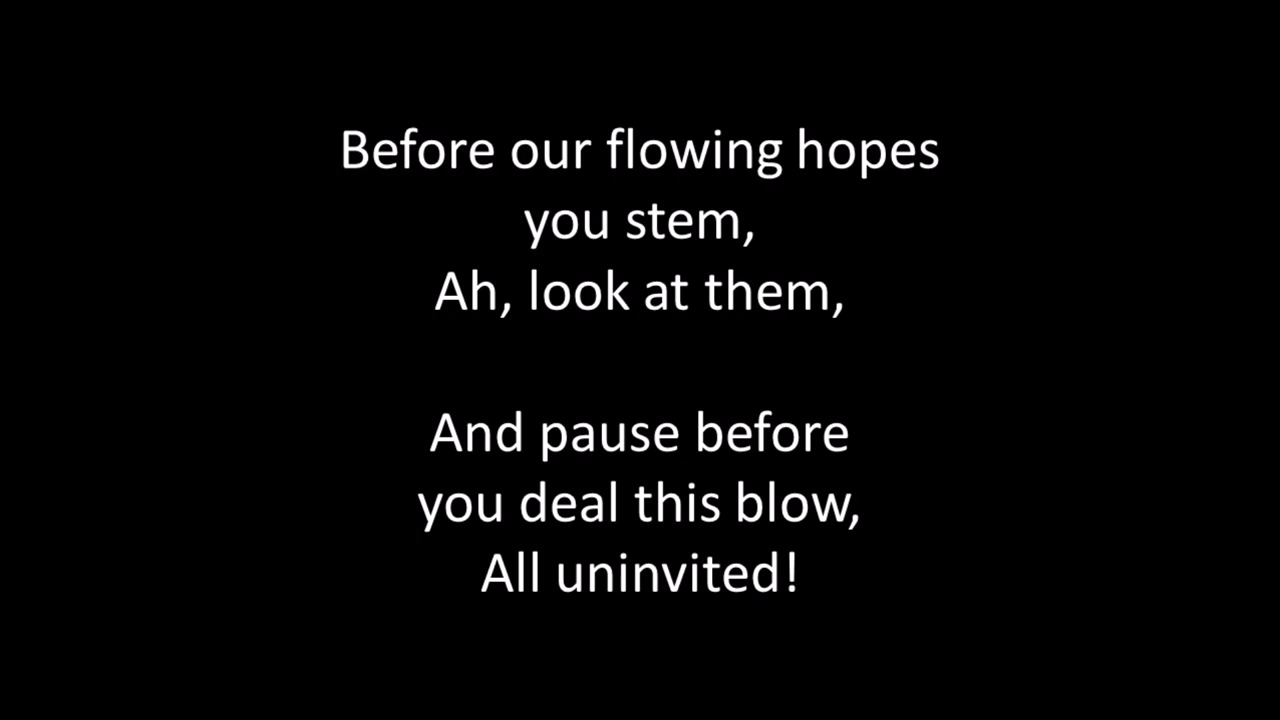 Before our flowing hopes
you stem,
Ah, look at them,
And pause before
you deal this blow,
All uninvited!